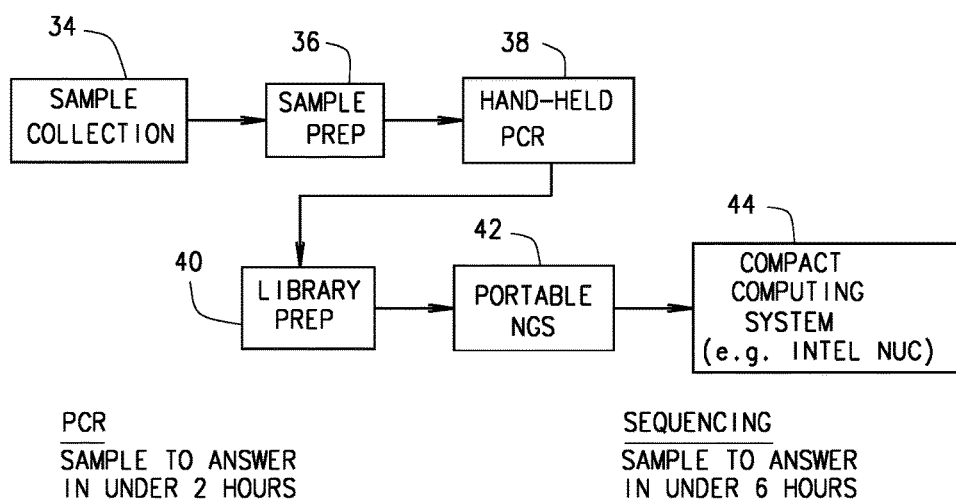 34
36
38
SAMPLE
COLLECTION
SAMPLE
PREP
HAND-HELD
PCR
40
42
44
LIBRARY
PREP
PORTABLE
NGS
COMPACT
COMPUTING
SYSTEM
(e.g. INTEL NUC)
PCR
SAMPLE TO ANSWER
IN UNDER 2 HOURS
SEQUENCING
SAMPLE TO ANSWER
IN UNDER 6 HOURS